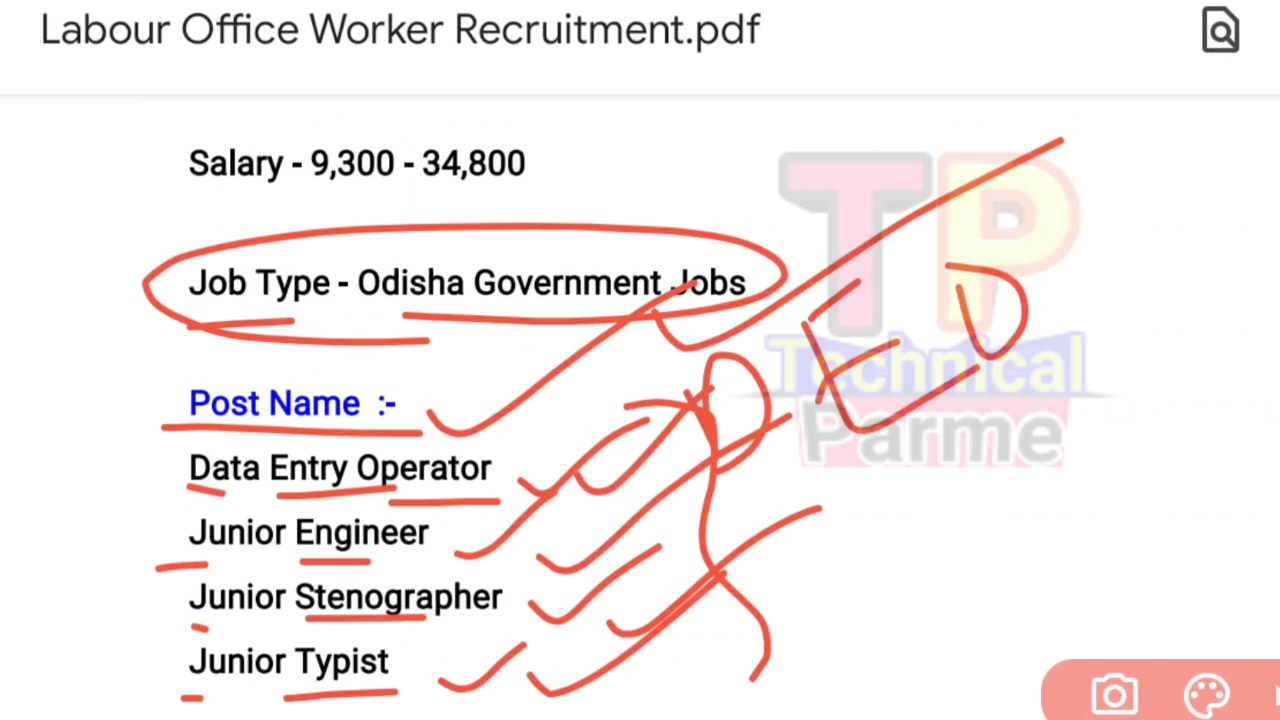 Labour Office Worker Recruitment.pdf
Salary - 9,300 - 34,800
Job Type - Odisha Government Jobs
Post Name :-
Data Entry Operator
Junior Engineer
Junior Stenographer
Junior Typist
TP
Technical
Parme